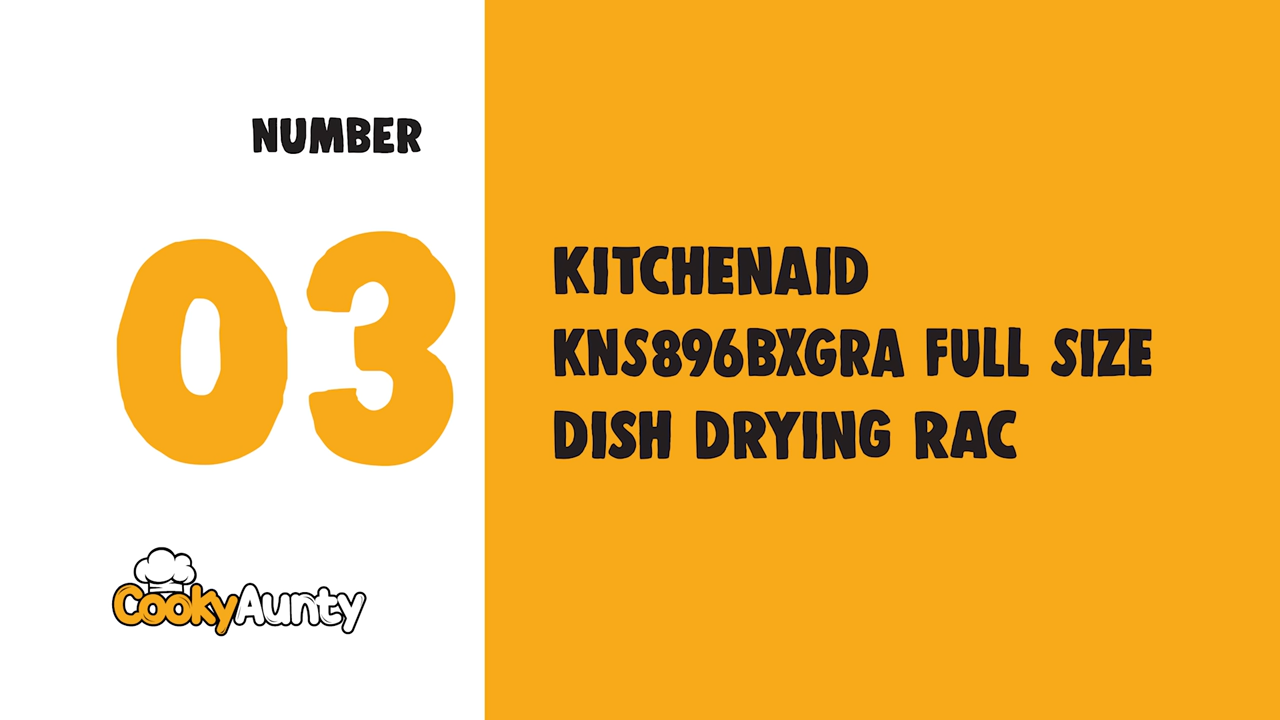 NUMBER
03
CookyAunty
KITCHENAID
KNS896BXGRA FULL SIZE
DISH DRYING RAC